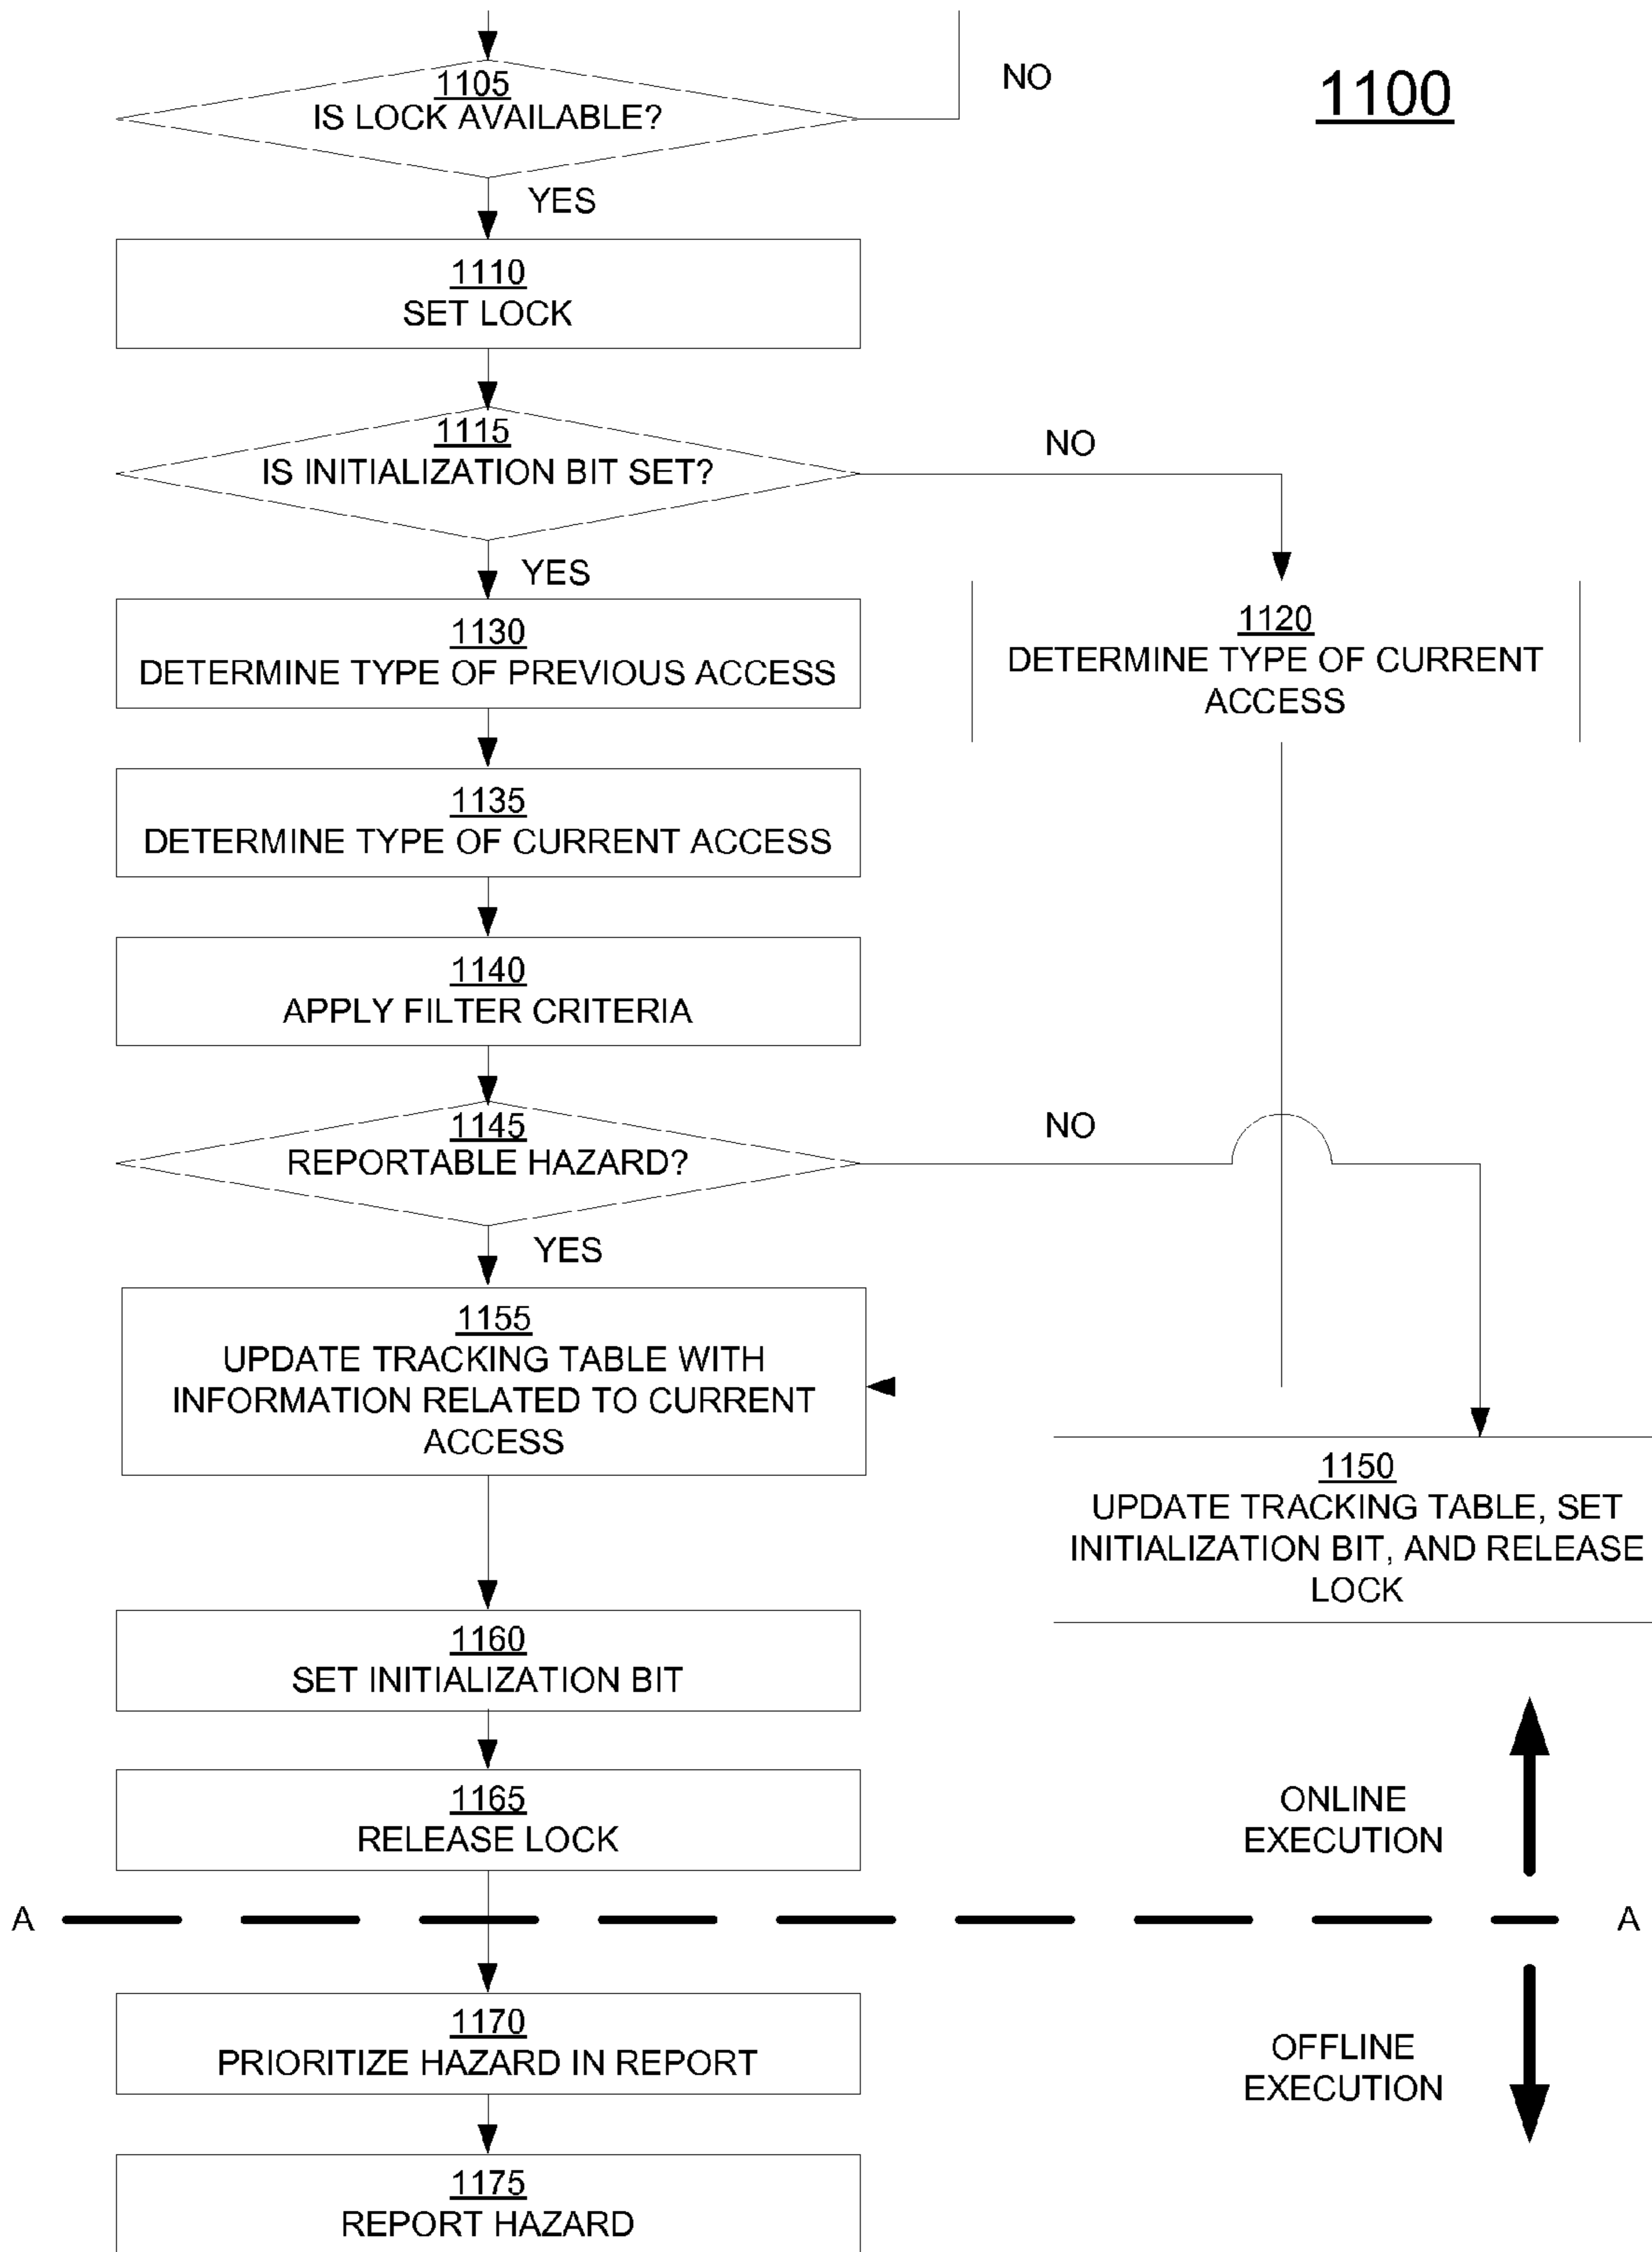 1100
1105
IS LOCK AVAILABLE?
NO
YES
1110
SET LOCK
1115
IS INITIALIZATION BIT SET?
NO
YES
1130
DETERMINE TYPE OF PREVIOUS ACCESS
1120
DETERMINE TYPE OF CURRENT
ACCESS
1135
DETERMINE TYPE OF CURRENT ACCESS
1140
APPLY FILTER CRITERIA
1145
REPORTABLE HAZARD?
NO
YES
1155
UPDATE TRACKING TABLE WITH
INFORMATION RELATED TO CURRENT
ACCESS
1150
UPDATE TRACKING TABLE, SET
INITIALIZATION BIT, AND RELEASE
LOCK
1160
SET INITIALIZATION BIT
1165
RELEASE LOCK
ONLINE
EXECUTION
A
A
1170
PRIORITIZE HAZARD IN REPORT
OFFLINE
EXECUTION
1175
REPORT HAZARD